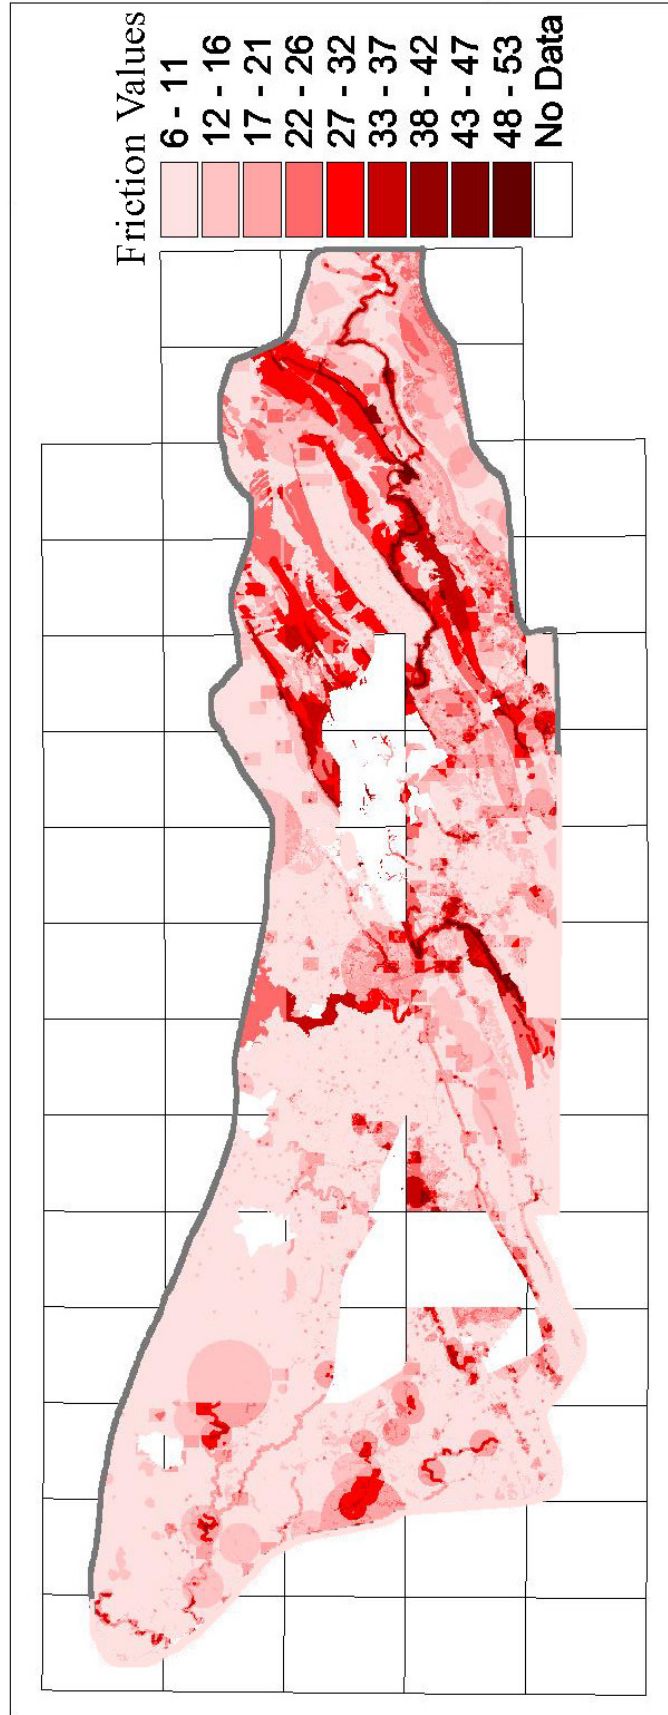 Friction Values
6 - 11
12 - 16
17 - 21
22 - 26
27 - 32
33 - 37
38 - 42
43 - 47
48 - 53
No Data